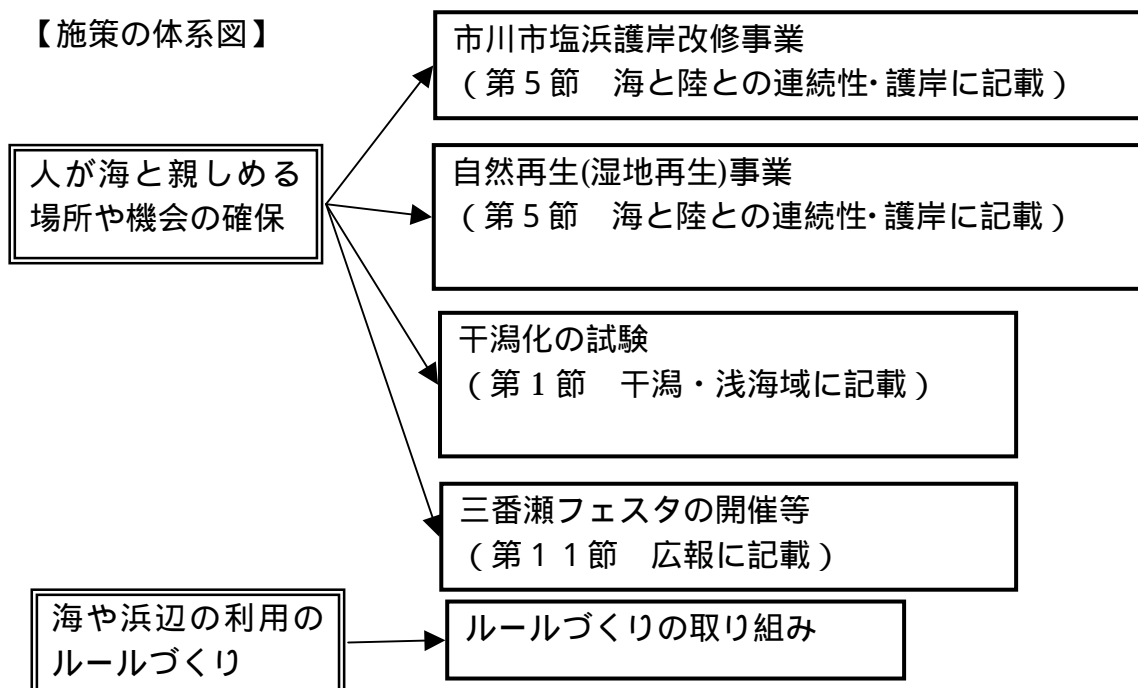 【施策の体系図】
市川市塩浜護岸改修事業
（第５節　海と陸との連続性・護岸に記載）
人が海と親しめる
場所や機会の確保
自然再生(湿地再生)事業
（第５節　海と陸との連続性・護岸に記載）
干潟化の試験
（第１節　干潟・浅海域に記載）
三番瀬フェスタの開催等
（第１１節　広報に記載）
海や浜辺の利用の
ルールづくり
ルールづくりの取り組み